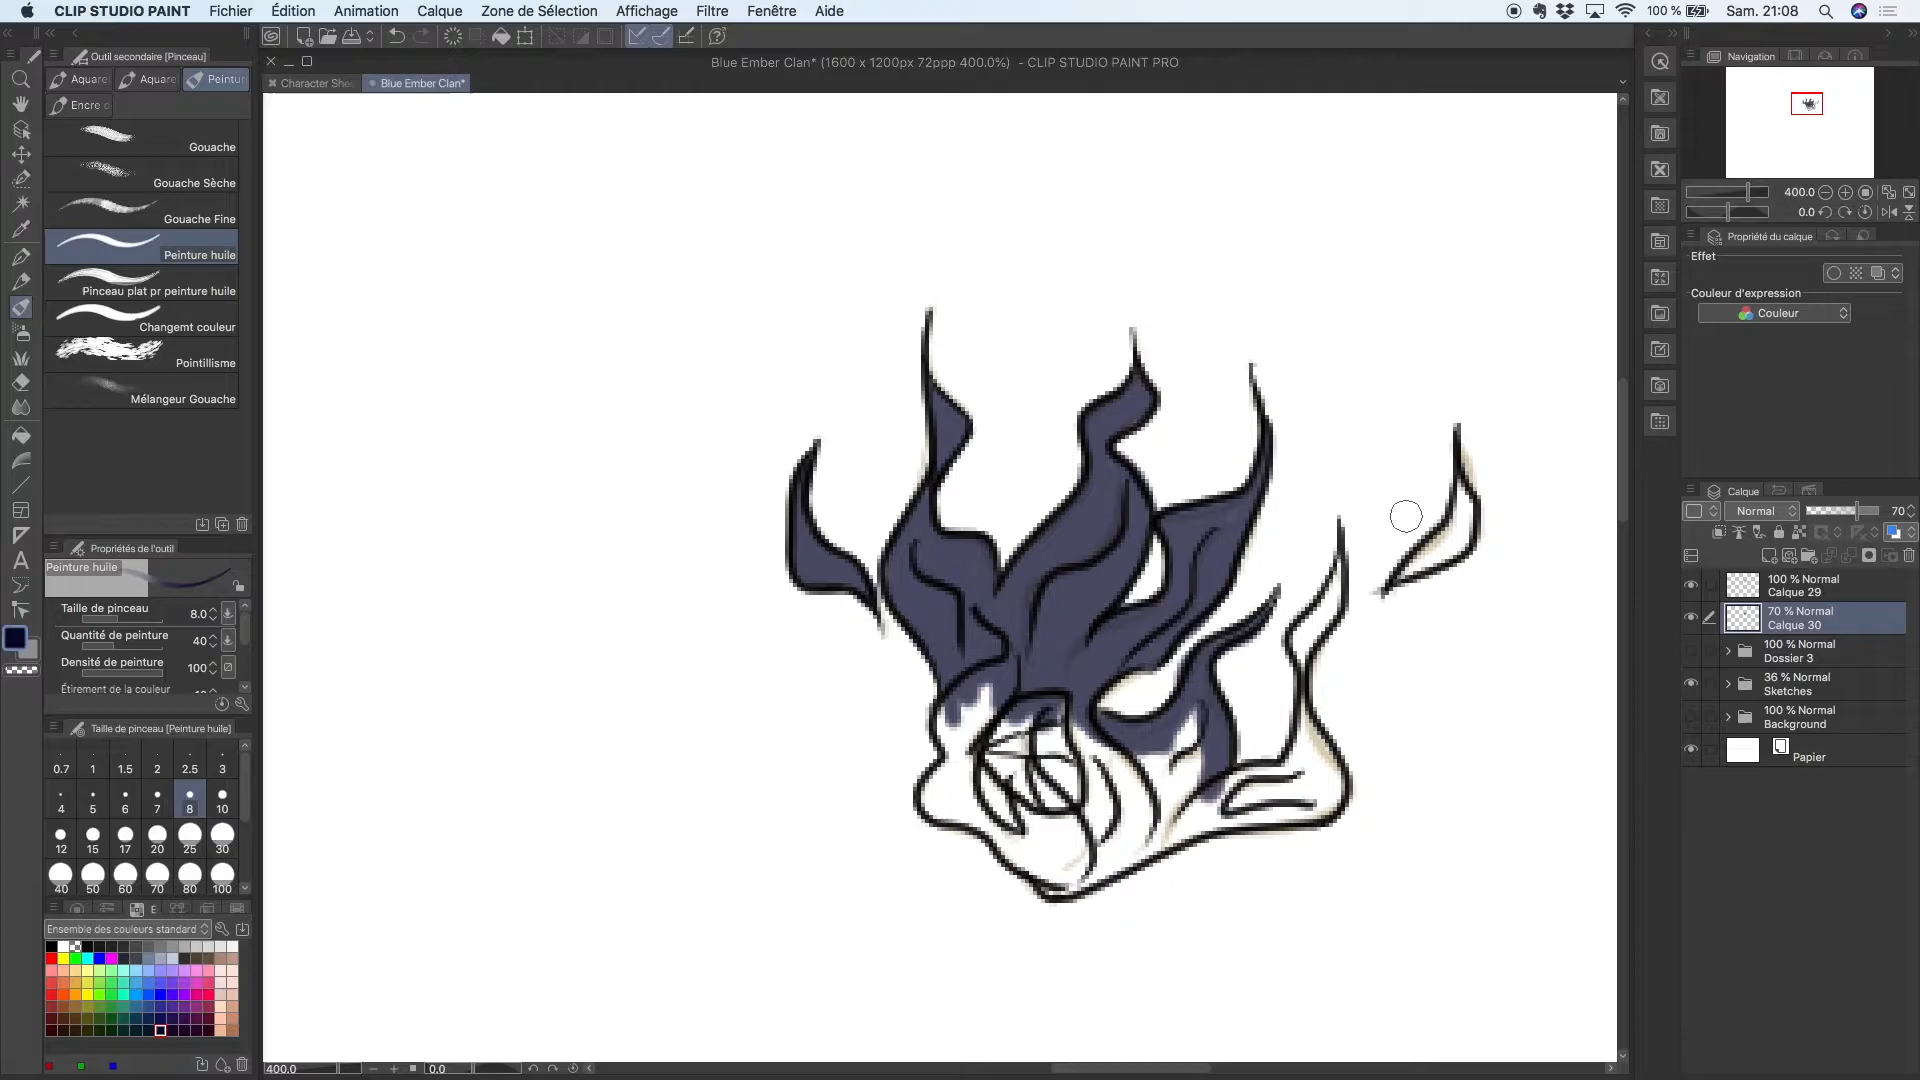 CLIP STUDIO PAINT Fichier Édition Animation Calque Zone de Sélection Affichage Filtre Fenêtre Aide 100 % Sam. 21:08
Outil secondaire [Pinceau]
Blue Ember Clan* (1600 x 1200px 72ppp 400.0%) - CLIP STUDIO PAINT PRO
Navigation
Aquare Aquare Peintur
Character She Blue Ember Clan*
Encre d
Gouache
Gouache Sèche
Gouache Fine
Peinture huile
Pinceau plat pr peinture huile
Changemt couleur
Pointillisme
Mélangeur Gouache
400.0
0.0
Propriété du calque
Effet
Couleur d'expression
Couleur
Calque
Normal 70
100 % Normal
Calque 29
70 % Normal
Calque 30
100 % Normal
Dossier 3
36 % Normal
Sketches
100 % Normal
Background
Papier
Propriétés de l'outil
Peinture huile
Taille de pinceau 8.0
Quantité de peinture 40
Densité de peinture 100
Étirement de la couleur
Taille de pinceau [Peinture huile]
0.7 1 1.5 2 2.5 3
4 5 6 7 8 10
12 15 17 20 25 30
40 50 60 70 80 100
E
Ensemble des couleurs standard
400.0 0.0